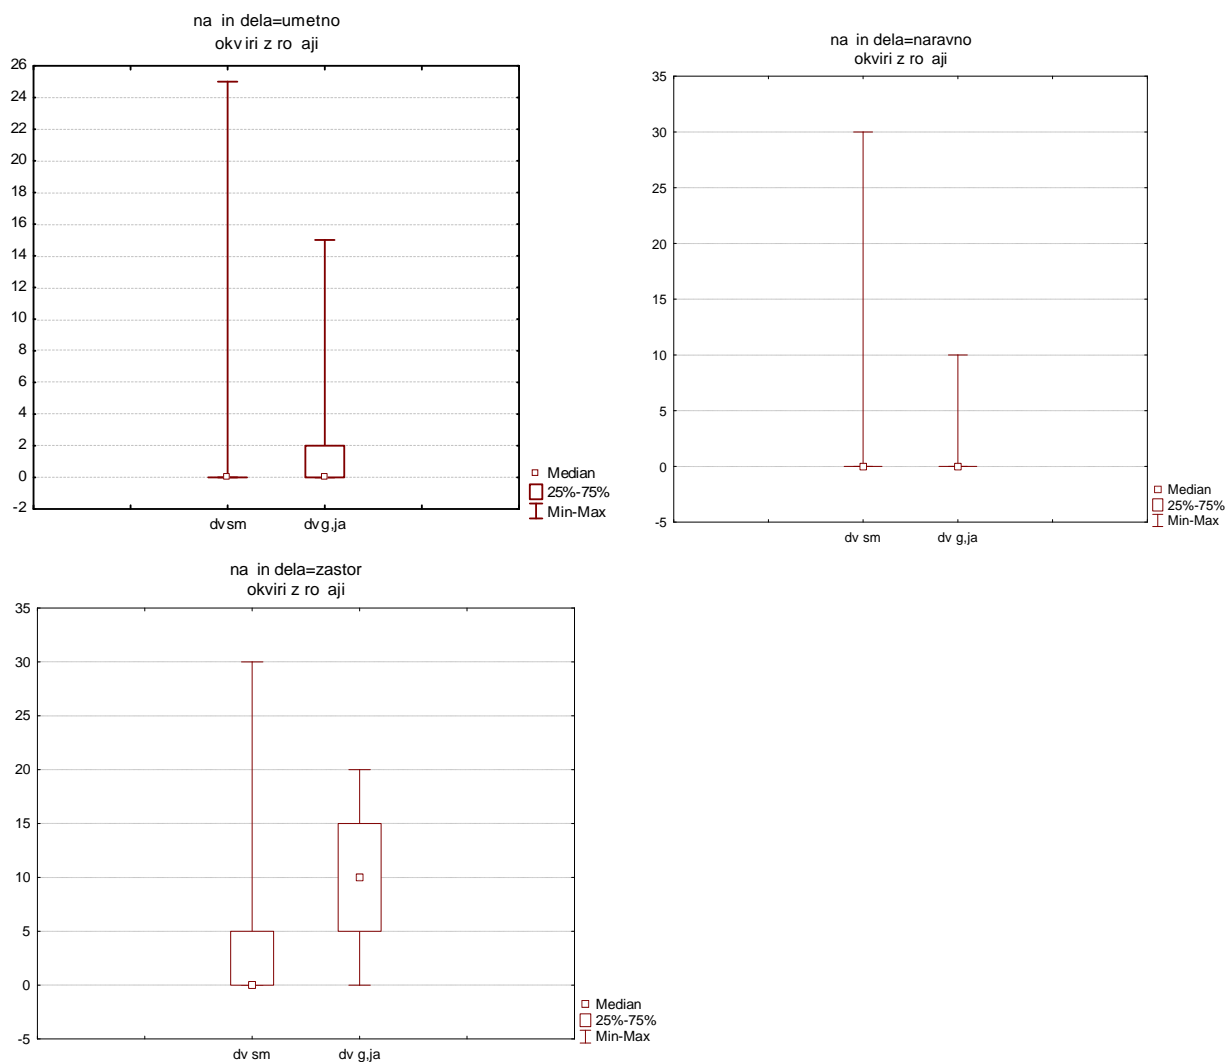 na in dela=umetno
okviri z ro aji
26
24
22
20
18
16
14
12
10
8
6
4
2
0
-2
dv sm dv g,ja
Median
25%-75%
Min-Max
na in dela=naravno
okviri z ro aji
35
30
25
20
15
10
5
0
-5
dv sm dv g,ja
Median
25%-75%
Min-Max
na in dela=zastor
okviri z ro aji
35
30
25
20
15
10
5
0
-5
dv sm dv g,ja
Median
25%-75%
Min-Max